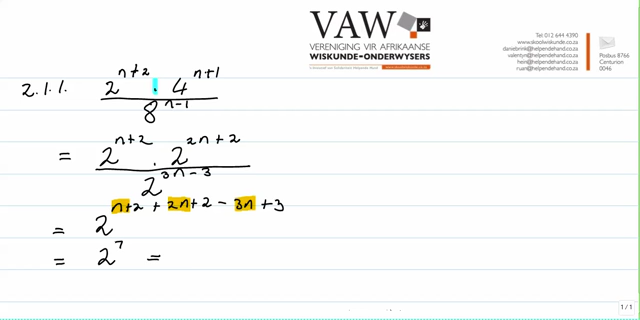 VAW
VERENIGING VIR AFRIKAANSE
WISKUNDE-ONDERWYSERS
Tel 012 644 4390
www.skoolwiskunde.co.za
daniebrink@helpendehand.co.za
valentyn@helpendehand.co.za
hein@helpendehand.co.za
ruan@helpendehand.co.za
Posbus 8766
Centurion
0046
2.1.1. 2^{n+2} . 4^{n+1}
8^{n-1}
= 2^{n+2} . 2^{2n+2}
2^{3n-3}
= 2^{n+2+2n+2-3n+3}
= 2^7 =
1/1